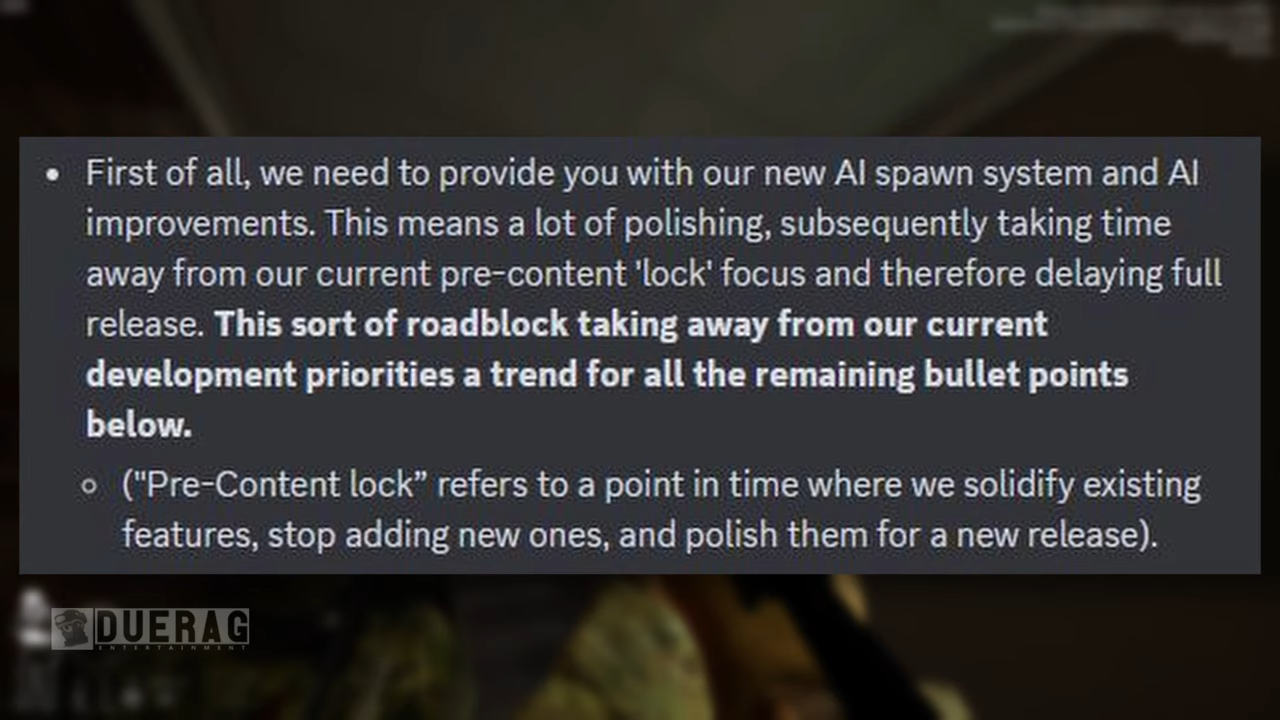 • First of all, we need to provide you with our new AI spawn system and AI
improvements. This means a lot of polishing, subsequently taking time
away from our current pre-content 'lock' focus and therefore delaying full
release. This sort of roadblock taking away from our current
development priorities a trend for all the remaining bullet points
below.
◦ ("Pre-Content lock” refers to a point in time where we solidify existing
features, stop adding new ones, and polish them for a new release).
DUERAG
ENTERTAINMENT